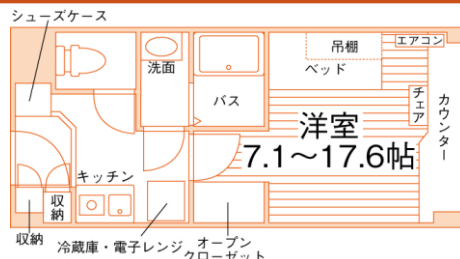 シューズケース
洗面
バス
吊棚
ベッド
エアコン
チェア
カウンター
洋室
7.1～17.6帖
キッチン
収納
収納
冷蔵庫・電子レンジ
オープン
クローゼット